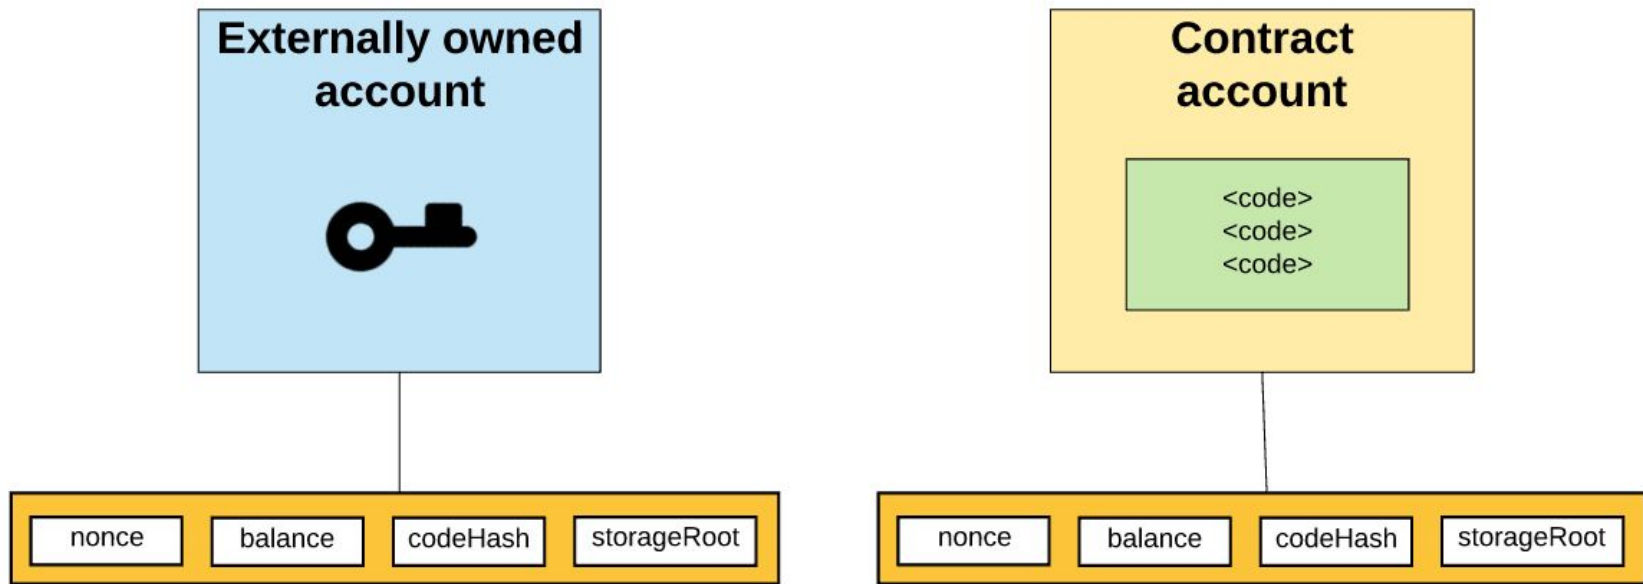 Externally owned
account
Contract
account
<code>
<code>
<code>
nonce
balance
codeHash
storageRoot
nonce
balance
codeHash
storageRoot